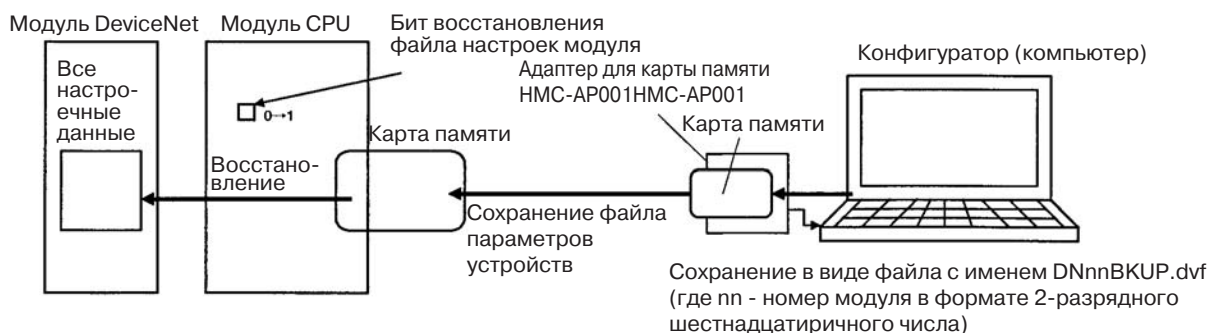 Модуль DeviceNet
Модуль CPU
Бит восстановления
файла настроек модуля
Адаптер для карты памяти
HMC-AP001HMC-AP001
Конфигуратор (компьютер)
Все
настро-
ечные
данные
0→1
Карта памяти
Карта памяти
Восстано-
вление
Сохранение файла
параметров
устройств
Сохранение в виде файла с именем DNnnBKUP.dvf
(где nn - номер модуля в формате 2-разрядного
шестнадцатиричного числа)